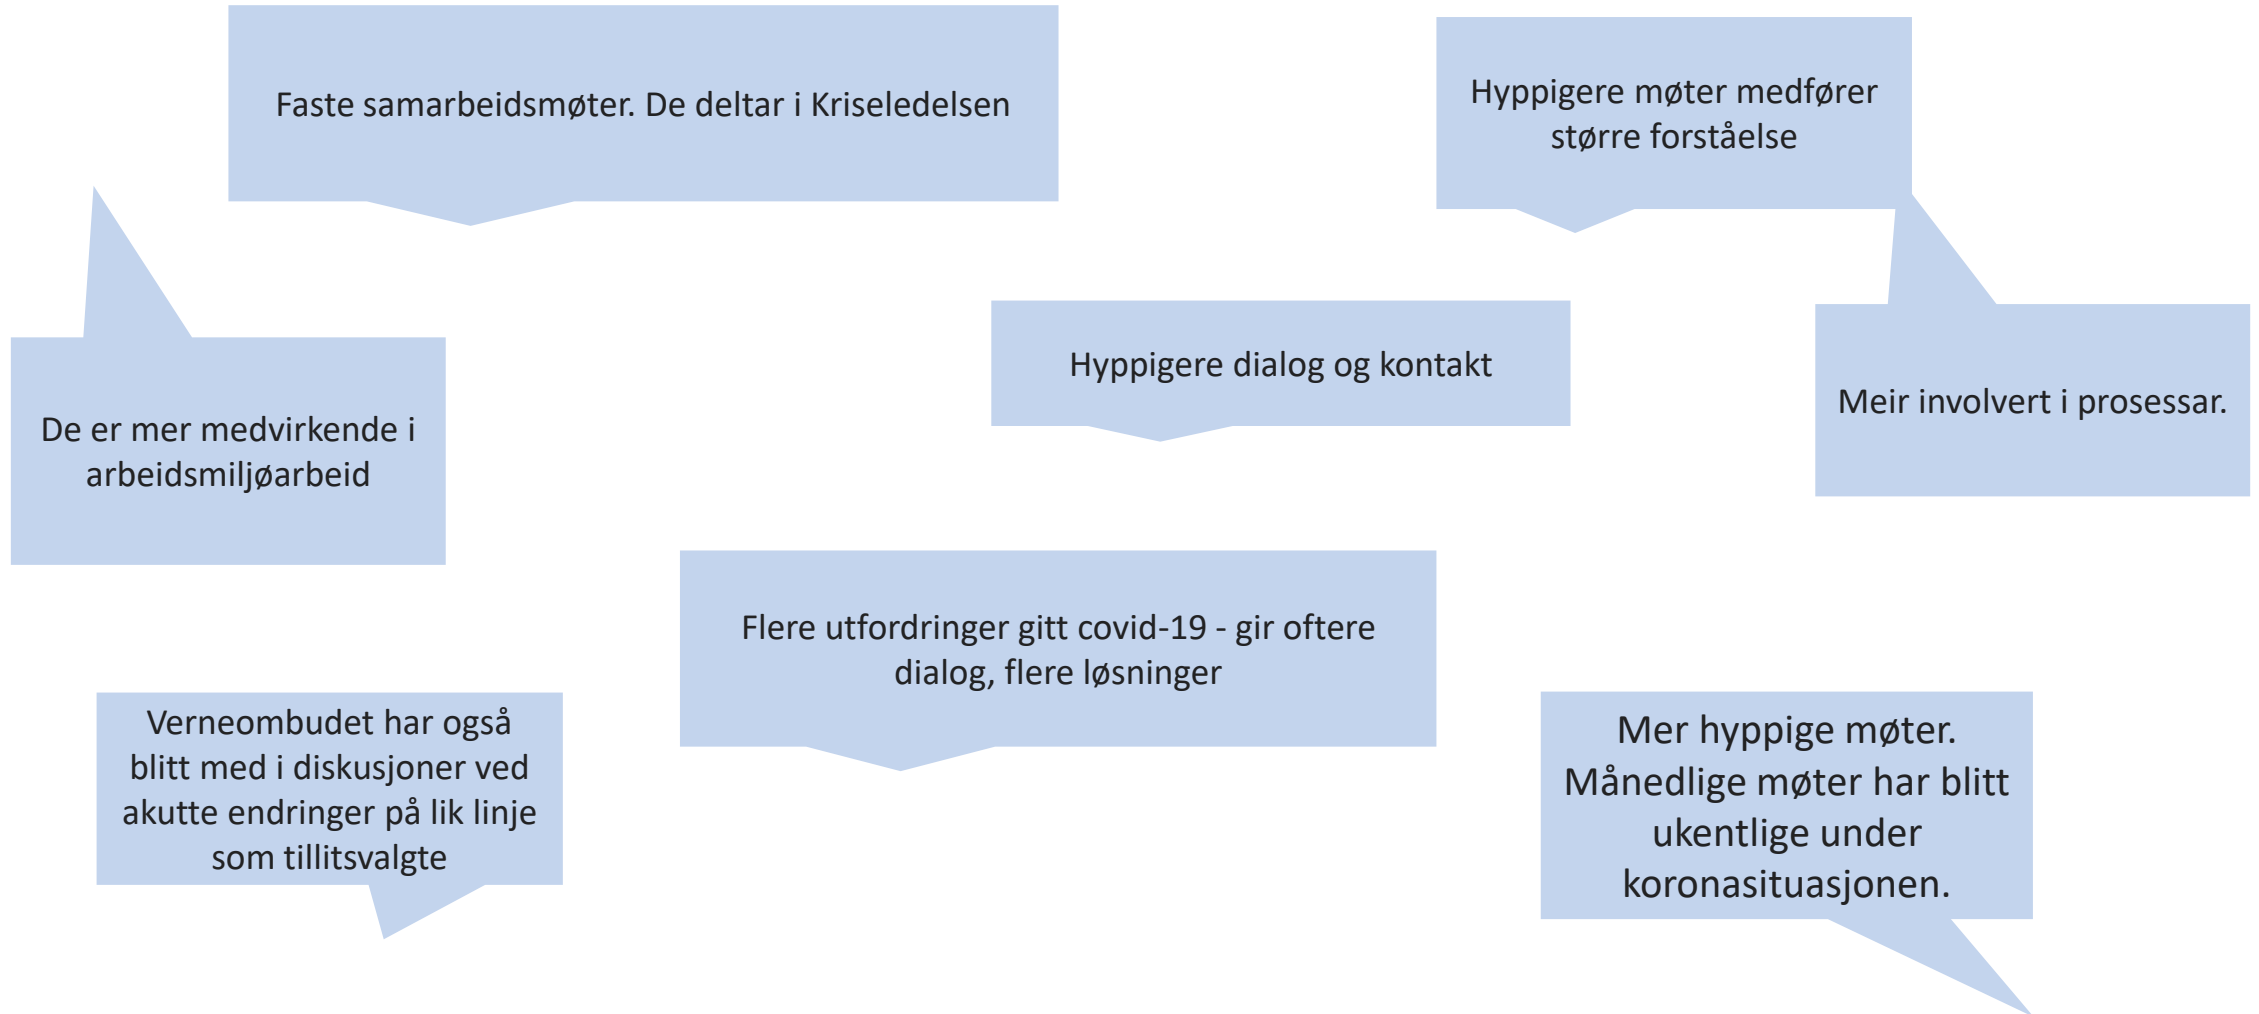 Faste samarbeidsmøter. De deltar i Kriseledelsen
Hyppigere møter medfører
større forståelse
Hyppigere dialog og kontakt
Meir involvert i prosessar.
De er mer medvirkende i
arbeidsmiljøarbeid
Flere utfordringer gitt covid-19 - gir oftere
dialog, flere løsninger
Verneombudet har også
blitt med i diskusjoner ved
akutte endringer på lik linje
som tillitsvalgte
Mer hyppige møter.
Månedlige møter har blitt
ukentlige under
koronasituasjonen.